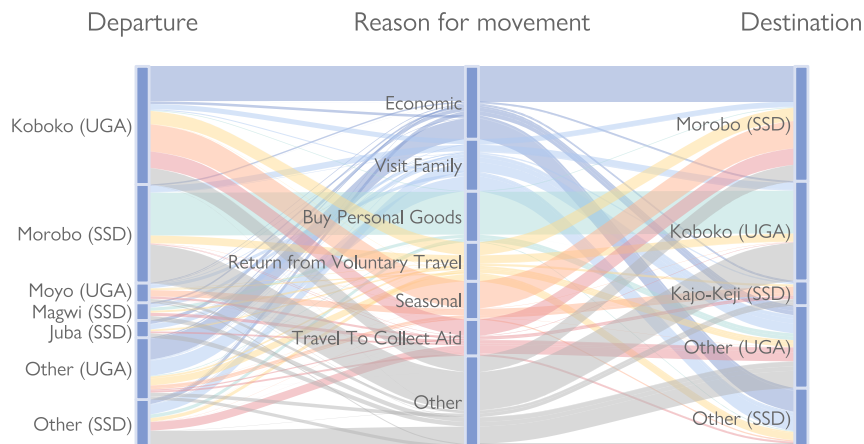 Departure
Reason for movement
Destination
Koboko (UGA)
Morobo (SSD)
Moyo (UGA)
Magwi (SSD)
Juba (SSD)
Other (UGA)
Other (SSD)
Economic
Visit Family
Buy Personal Goods
Return from Voluntary Travel
Seasonal
Travel To Collect Aid
Other
Morobo (SSD)
Koboko (UGA)
Kajo-Keji (SSD)
Other (UGA)
Other (SSD)